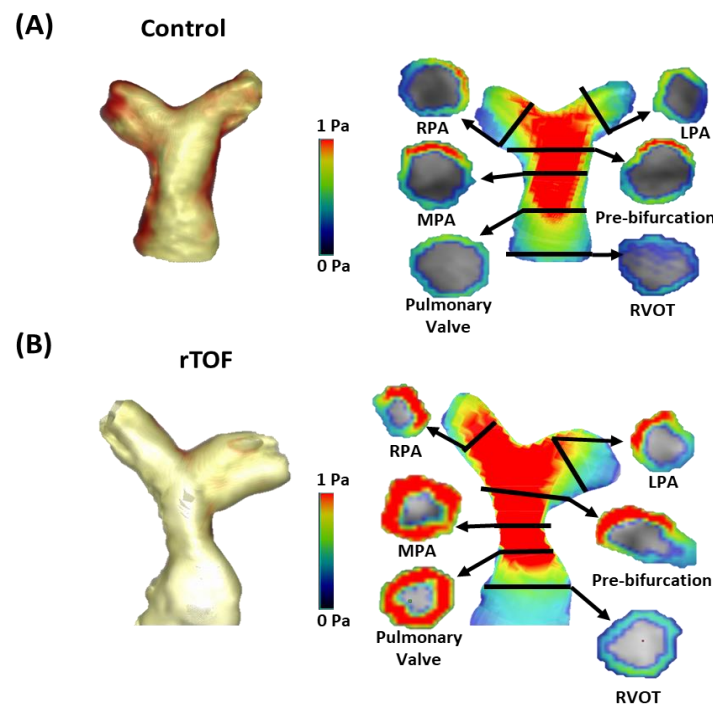 (A)
Control
1 Pa
0 Pa
RPA
LPA
MPA
Pre-bifurcation
Pulmonary
Valve
RVOT
(B)
rTOF
1 Pa
0 Pa
RPA
LPA
MPA
Pre-bifurcation
Pulmonary
Valve
RVOT